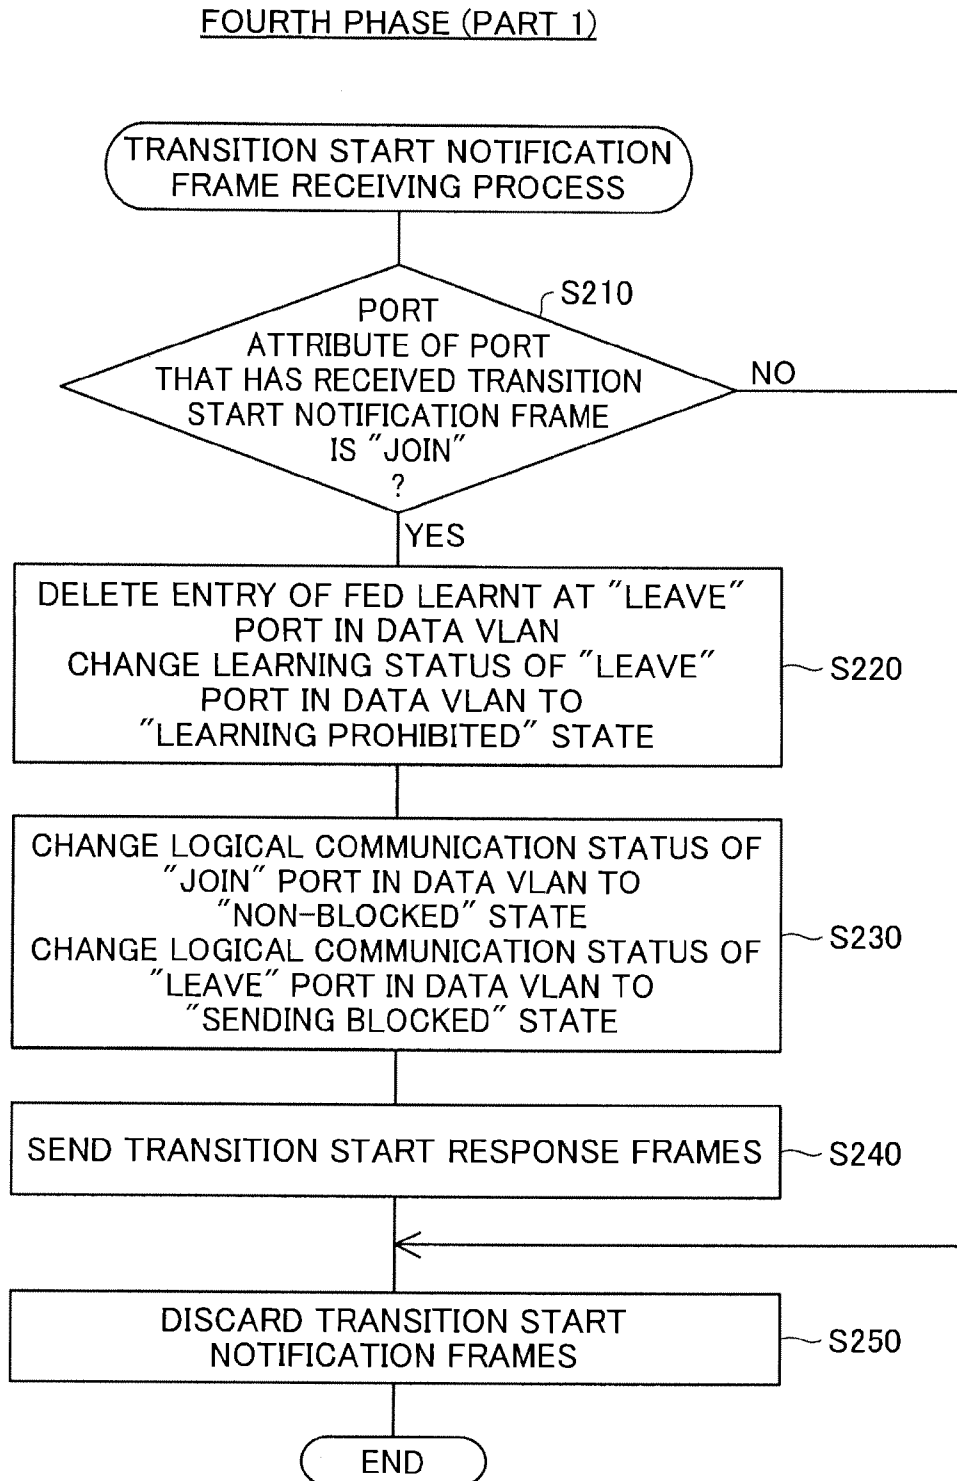 FOURTH PHASE (PART 1)
TRANSITION START NOTIFICATION
FRAME RECEIVING PROCESS
S210
PORT
ATTRIBUTE OF PORT
THAT HAS RECEIVED TRANSITION
START NOTIFICATION FRAME
IS "JOIN"
?
NO
YES
DELETE ENTRY OF FED LEARNT AT "LEAVE"
PORT IN DATA VLAN
CHANGE LEARNING STATUS OF "LEAVE"
PORT IN DATA VLAN TO
"LEARNING PROHIBITED" STATE
S220
CHANGE LOGICAL COMMUNICATION STATUS OF
"JOIN" PORT IN DATA VLAN TO
"NON-BLOCKED" STATE
CHANGE LOGICAL COMMUNICATION STATUS OF
"LEAVE" PORT IN DATA VLAN TO
"SENDING BLOCKED" STATE
S230
SEND TRANSITION START RESPONSE FRAMES
S240
DISCARD TRANSITION START
NOTIFICATION FRAMES
S250
END